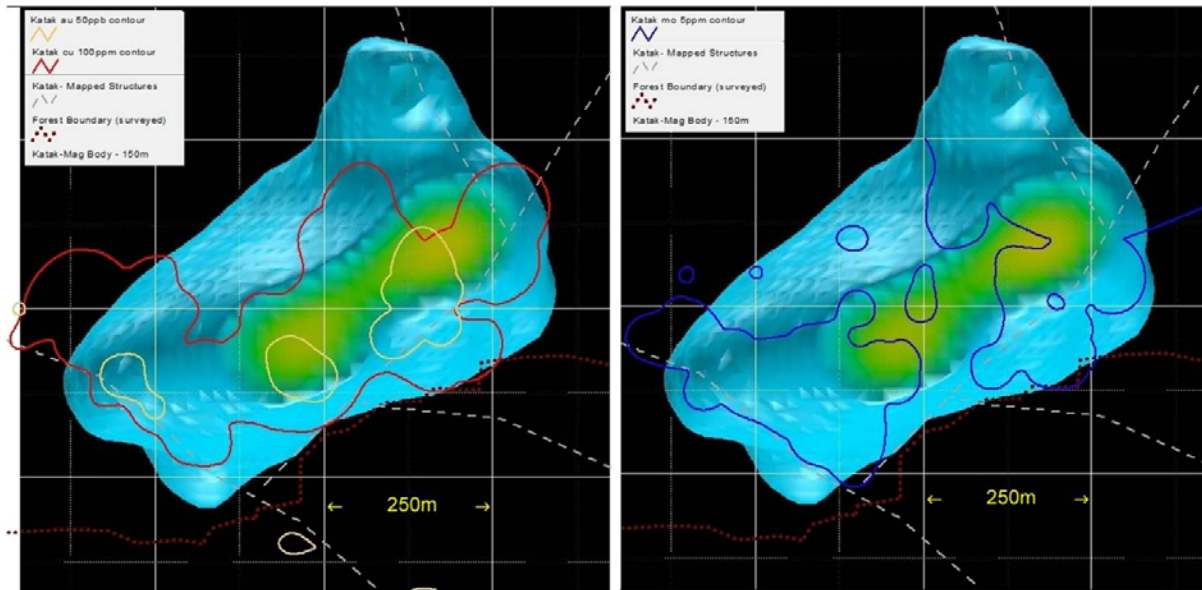 Katak au 50ppb contour
Katak cu 100ppm contour
Katak- Mapped Structures
Forest Boundary (surveyed)
Katak-Mag Body - 150m
250m
Katak mo 5ppm contour
Katak- Mapped Structures
Forest Boundary (surveyed)
Katak-Mag Body - 150m
250m